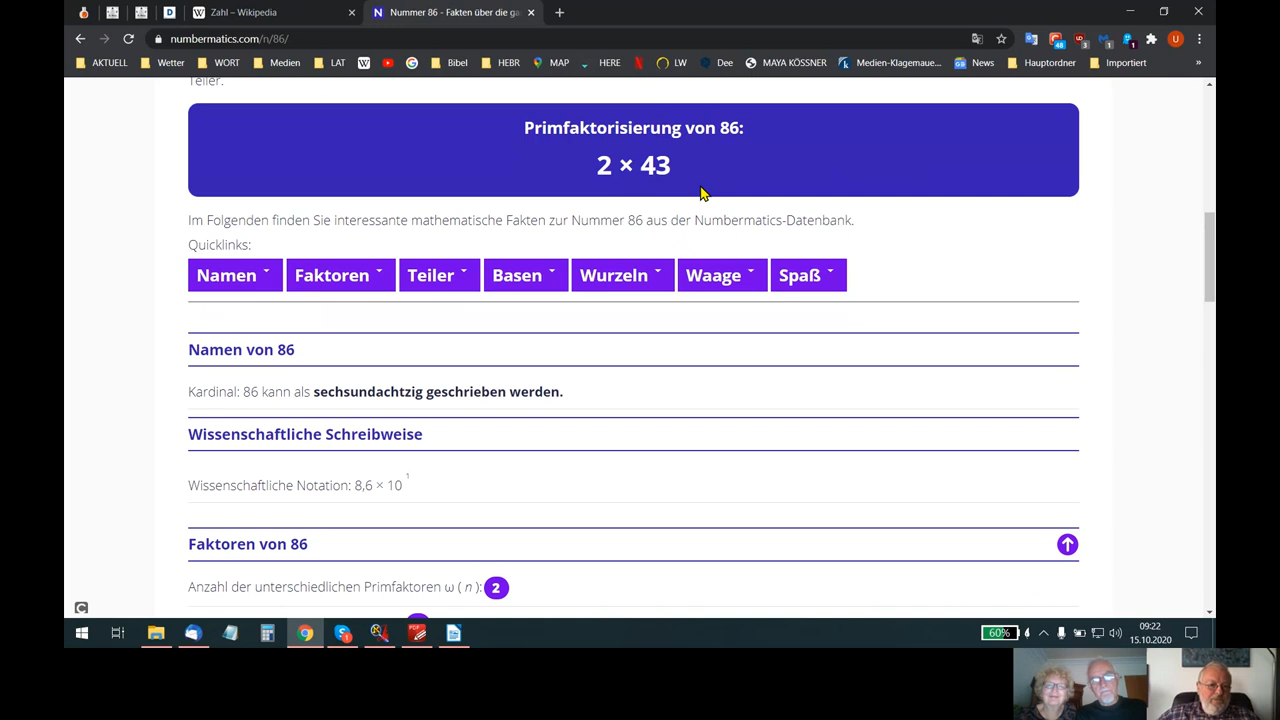 Zahl – Wikipedia
Nummer 86 - Fakten über die ga
numbermatics.com/n/86/
AKTUELL Wetter WORT Medien LAT Bibel HEBR MAP HERE LW Dee MAYA KÖSSNER Medien-Klagemaue... News Hauptordner Importiert »
Teiler.
Primfaktorisierung von 86:
2 × 43
Im Folgenden finden Sie interessante mathematische Fakten zur Nummer 86 aus der Numbermatics-Datenbank.
Quicklinks:
Namen Faktoren Teiler Basen Wurzeln Waage Spaß
Namen von 86
Kardinal: 86 kann als sechsundachtzig geschrieben werden.
Wissenschaftliche Schreibweise
Wissenschaftliche Notation: 8,6 × 10 1
Faktoren von 86
Anzahl der unterschiedlichen Primfaktoren ω ( n ): 2
60% 09:22
15.10.2020